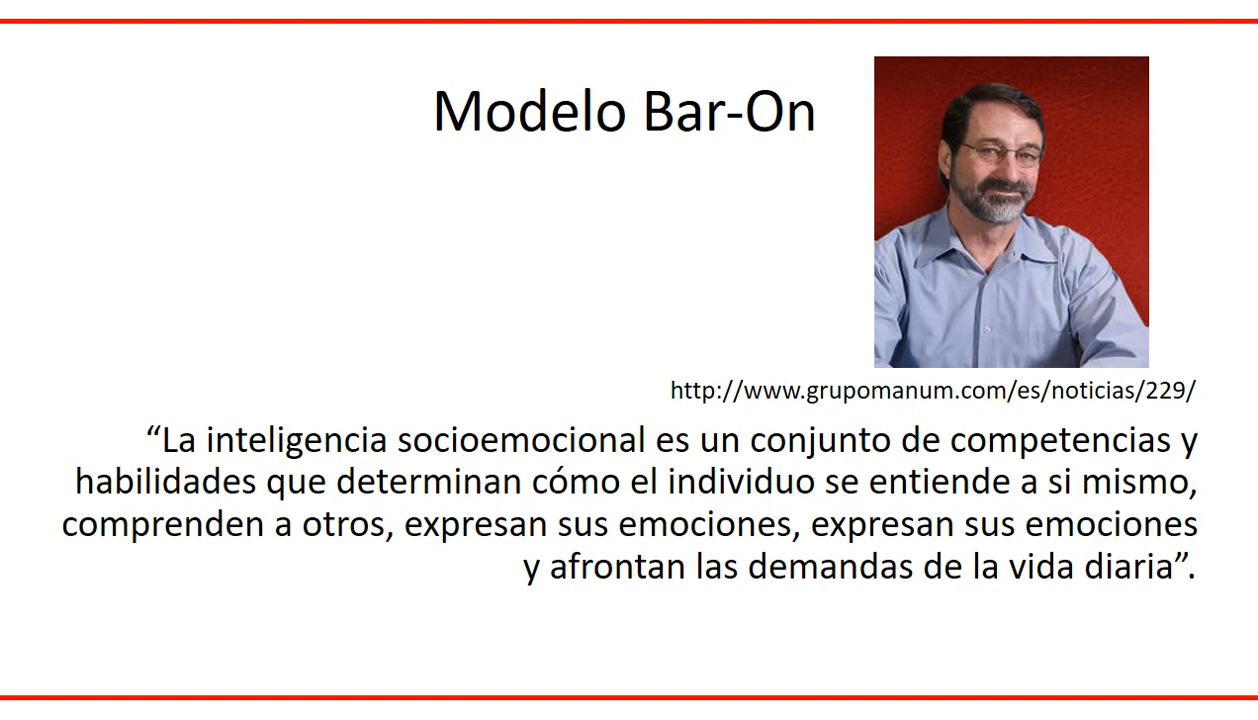 Modelo Bar-On
http://www.grupomanum.com/es/noticias/229/
“La inteligencia socioemocional es un conjunto de competencias y
habilidades que determinan cómo el individuo se entiende a si mismo,
comprenden a otros, expresan sus emociones, expresan sus emociones
y afrontan las demandas de la vida diaria”.